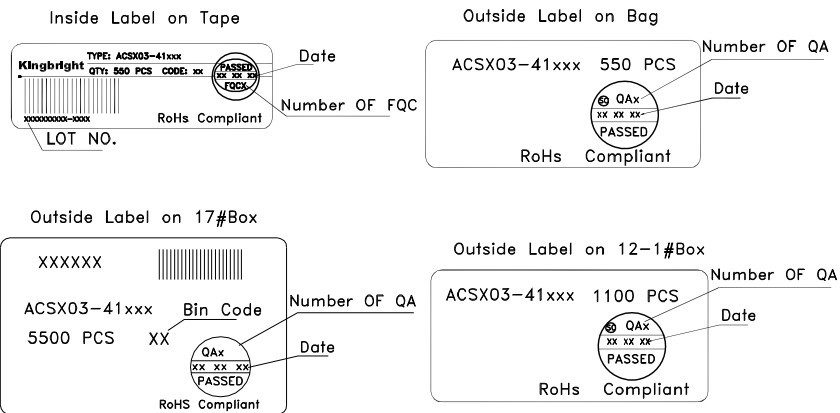 Inside Label on Tape
Kingbright
TYPE: ACSX03-41xxx
QTY: 550 PCS CODE: xx
PASSED
xx xx xx
FQCX
Date
Number OF FQC
xxxxxxxxxx-xxxx
RoHs Compliant
LOT NO.
Outside Label on Bag
ACSX03-41xxx 550 PCS
Number OF QA
QAx
Date
xx xx xx
PASSED
RoHs Compliant
Outside Label on 17#Box
XXXXXX
ACSX03-41xxx Bin Code
5500 PCS XX
Number OF QA
QAx
Date
xx xx xx
PASSED
RoHS Compliant
Outside Label on 12-1#Box
ACSX03-41xxx 1100 PCS
Number OF QA
QAx
Date
xx xx xx
PASSED
RoHs Compliant